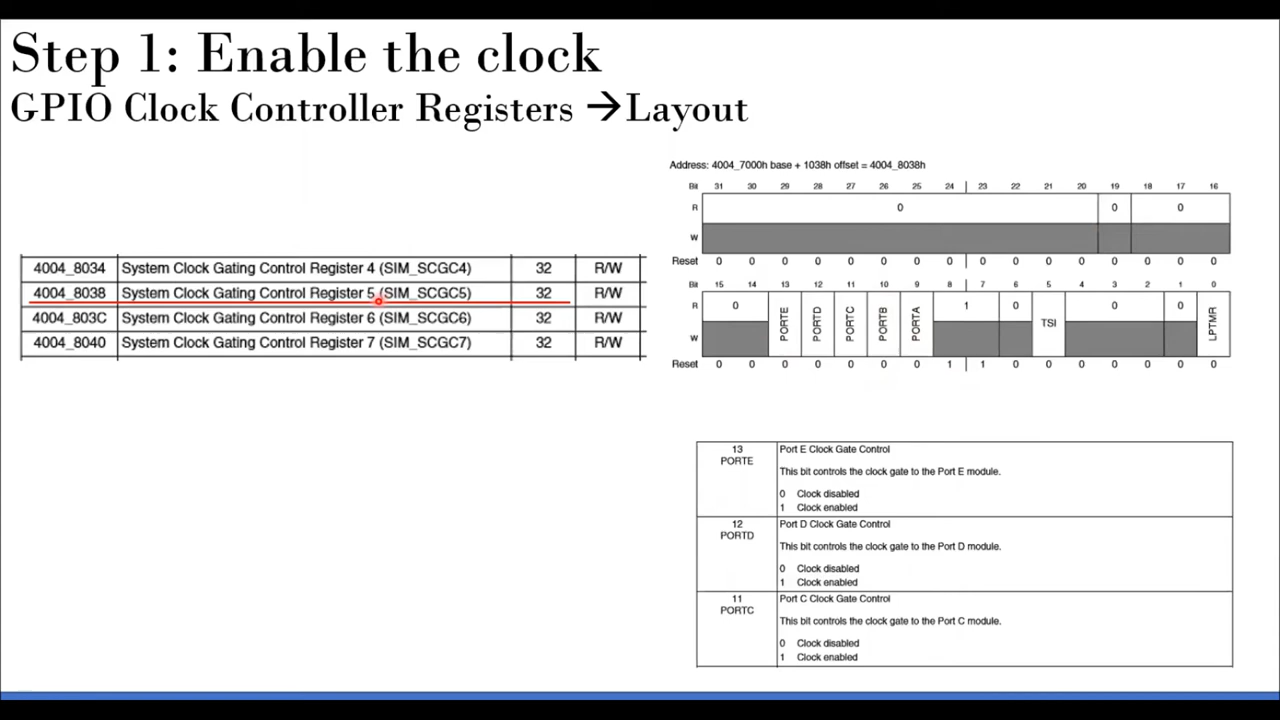 Step 1: Enable the clock
GPIO Clock Controller Registers →Layout
4004_8034 System Clock Gating Control Register 4 (SIM_SCGC4) 32 R/W
4004_8038 System Clock Gating Control Register 5 (SIM_SCGC5) 32 R/W
4004_803C System Clock Gating Control Register 6 (SIM_SCGC6) 32 R/W
4004_8040 System Clock Gating Control Register 7 (SIM_SCGC7) 32 R/W
Address: 4004_7000h base + 1038h offset = 4004_8038h
Bit 31 30 29 28 27 26 25 24 23 22 21 20 19 18 17 16
R 0 0 0
W
Reset 0 0 0 0 0 0 0 0 0 0 0 0 0 0 0 0
Bit 15 14 13 12 11 10 9 8 7 6 5 4 3 2 1 0
R 0 PORTE PORTD PORTC PORTB PORTA 1 0 TSI 0 0 LPTMR
W
Reset 0 0 0 0 0 0 0 1 1 0 0 0 0 0 0 0
13 Port E Clock Gate Control
PORTE
This bit controls the clock gate to the Port E module.
0 Clock disabled
1 Clock enabled
12 Port D Clock Gate Control
PORTD
This bit controls the clock gate to the Port D module.
0 Clock disabled
1 Clock enabled
11 Port C Clock Gate Control
PORTC
This bit controls the clock gate to the Port C module.
0 Clock disabled
1 Clock enabled